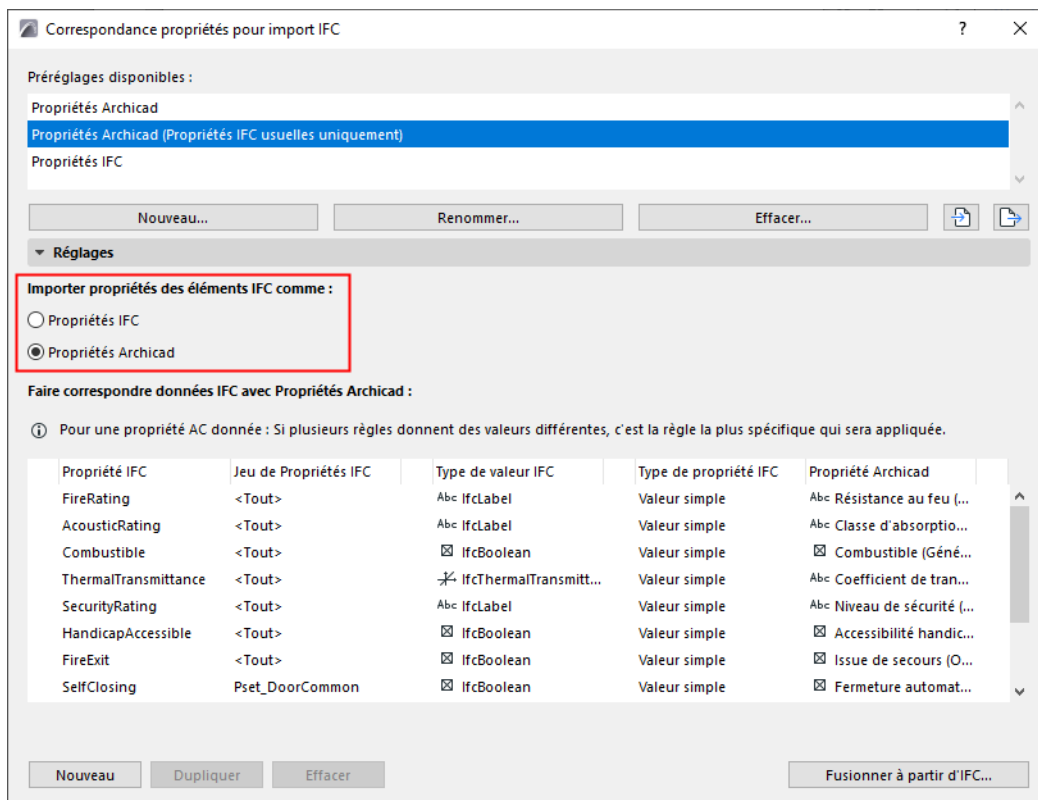 Correspondance propriétés pour import IFC
Préréglages disponibles :
Propriétés Archicad
Propriétés Archicad (Propriétés IFC usuelles uniquement)
Propriétés IFC
Nouveau... Renommer... Effacer...
Réglages
Importer propriétés des éléments IFC comme :
Propriétés IFC
Propriétés Archicad
Faire correspondre données IFC avec Propriétés Archicad :
Pour une propriété AC donnée : Si plusieurs règles donnent des valeurs différentes, c'est la règle la plus spécifique qui sera appliquée.
Propriété IFC Jeu de Propriétés IFC Type de valeur IFC Type de propriété IFC Propriété Archicad
FireRating <Tout> Abc IfcLabel Valeur simple Abc Résistance au feu (...
AcousticRating <Tout> Abc IfcLabel Valeur simple Abc Classe d'absorptio...
Combustible <Tout> IfcBoolean Valeur simple Combustible (Géné...
ThermalTransmittance <Tout> IfcThermalTransmitt... Valeur simple Abc Coefficient de tran...
SecurityRating <Tout> Abc IfcLabel Valeur simple Abc Niveau de sécurité (...
HandicapAccessible <Tout> IfcBoolean Valeur simple Accessibilité handic...
FireExit <Tout> IfcBoolean Valeur simple Issue de secours (O...
SelfClosing Pset_DoorCommon IfcBoolean Valeur simple Fermeture automat...
Nouveau Dupliquer Effacer Fusionner à partir d'IFC...